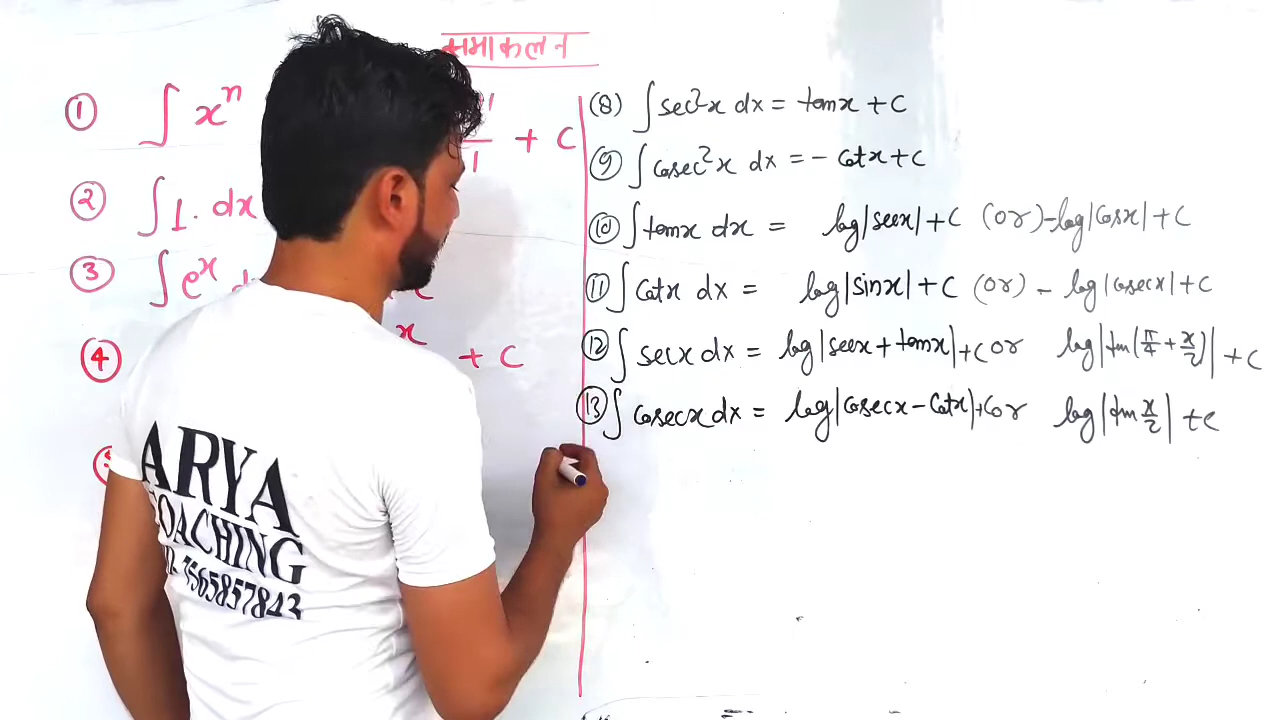 समाकलन
① ∫ xⁿ + C
② ∫ 1. dx
③ ∫ eˣ
④ x + C
(8) ∫ sec²x dx = tanx + C
⑨ ∫ cosec²x dx = - cotx + C
⑩ ∫ tanx dx = log|secx| + C (or) -log|cosx| + C
⑪ ∫ cotx dx = log|sinx| + C (or) - log|cosecx| + C
⑫ ∫ secx dx = log|secx + tanx| + C or log|tan(π/4 + x/2)| + C
⑬ ∫ cosecx dx = log|cosecx - cotx| + C or log|tan x/2| + C
ARYA
COACHING